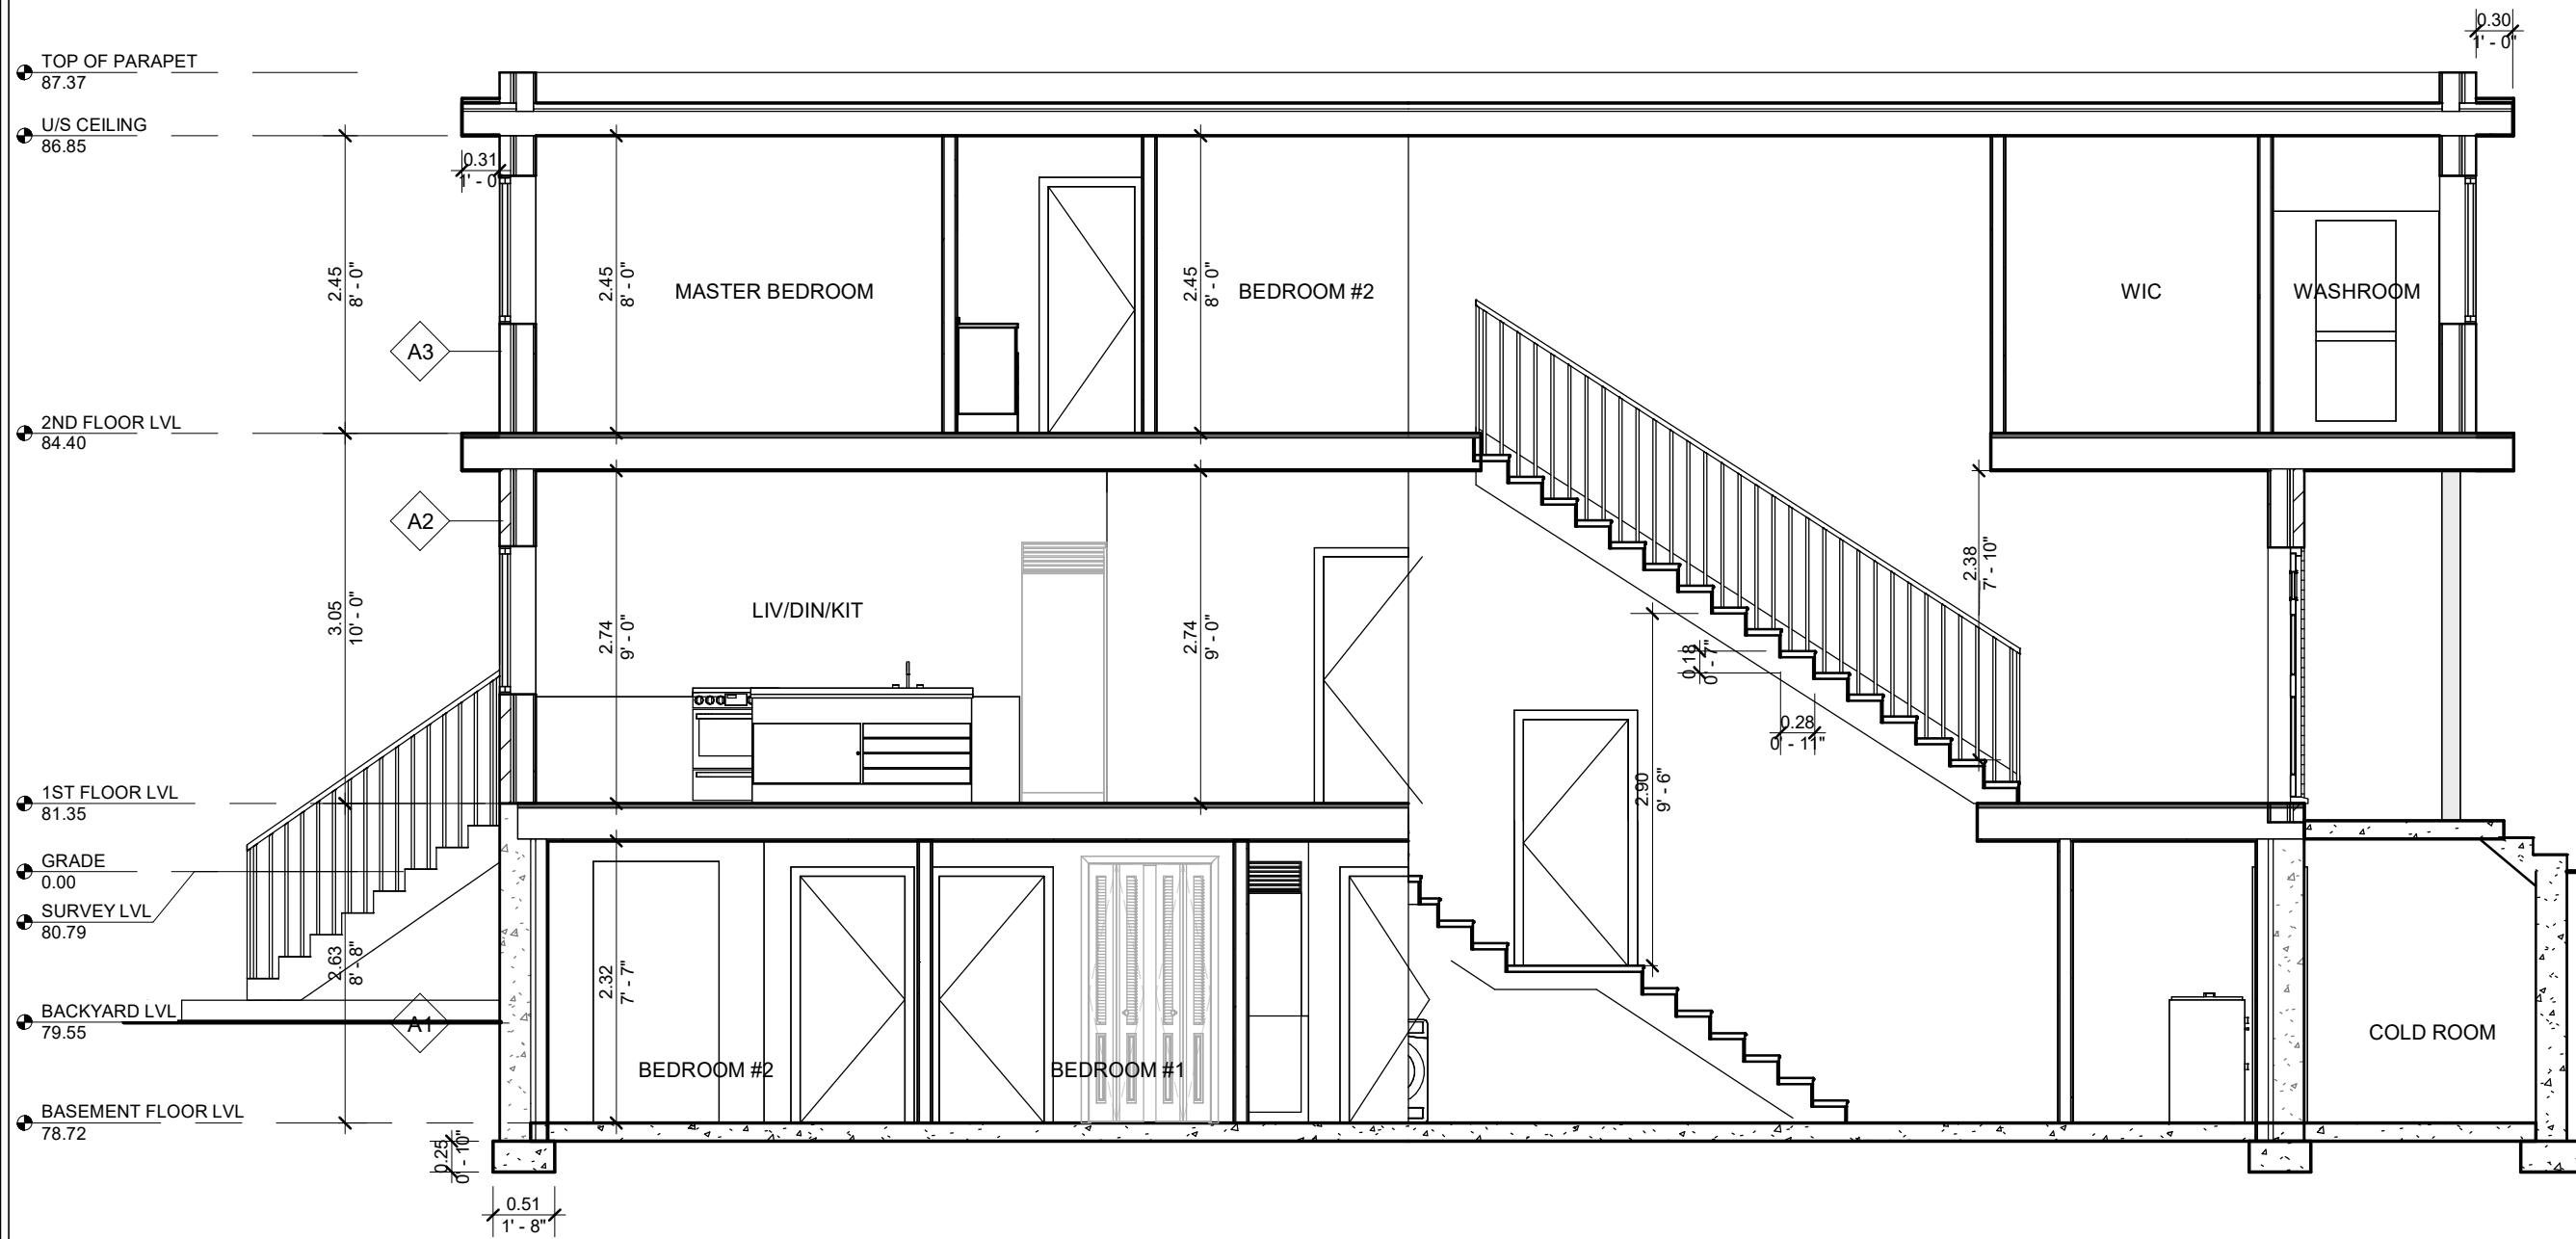 0.30
1' - 0"
TOP OF PARAPET
87.37
U/S CEILING
86.85
0.31
1' - 0
2.45
8' - 0"
2.45
8' - 0"
2.45
8' - 0"
MASTER BEDROOM
BEDROOM #2
WIC
WASHROOM
A3
2ND FLOOR LVL
84.40
A2
3.05
10' - 0"
2.74
9' - 0"
LIV/DIN/KIT
2.74
9' - 0"
2.38
7' - 10"
0.18
0' - 7"
0.28
0' - 11"
2.90
9' - 6"
1ST FLOOR LVL
81.35
GRADE
0.00
SURVEY LVL
80.79
2.63
8' - 8"
2.32
7' - 7"
BACKYARD LVL
79.55
A1
BEDROOM #2
BEDROOM #1
COLD ROOM
BASEMENT FLOOR LVL
78.72
0.25
0' - 10"
0.51
1' - 8"